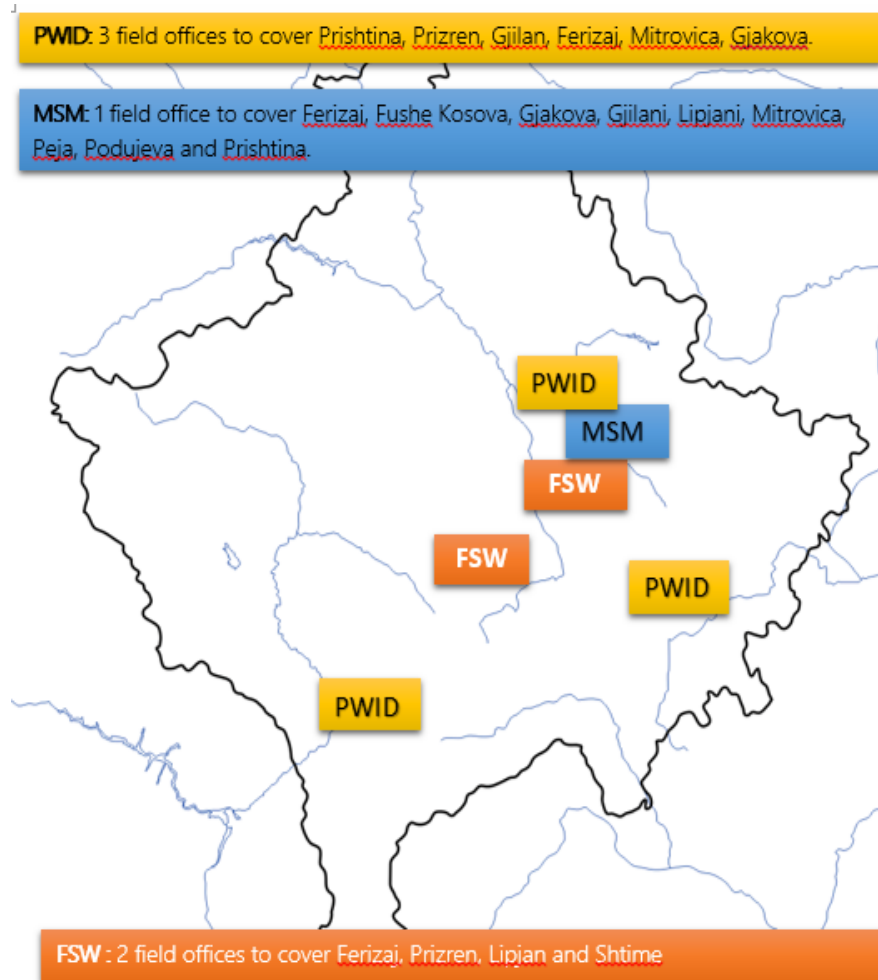 PWID: 3 field offices to cover Prishtina, Prizren, Gjilan, Ferizaj, Mitrovica, Gjakova.
MSM: 1 field office to cover Ferizaj, Fushe Kosova, Gjakova, Gjilani, Lipjani, Mitrovica,
Peja, Podujeva and Prishtina.
PWID
MSM
FSW
FSW
PWID
PWID
FSW : 2 field offices to cover Ferizaj, Prizren, Lipjan and Shtime